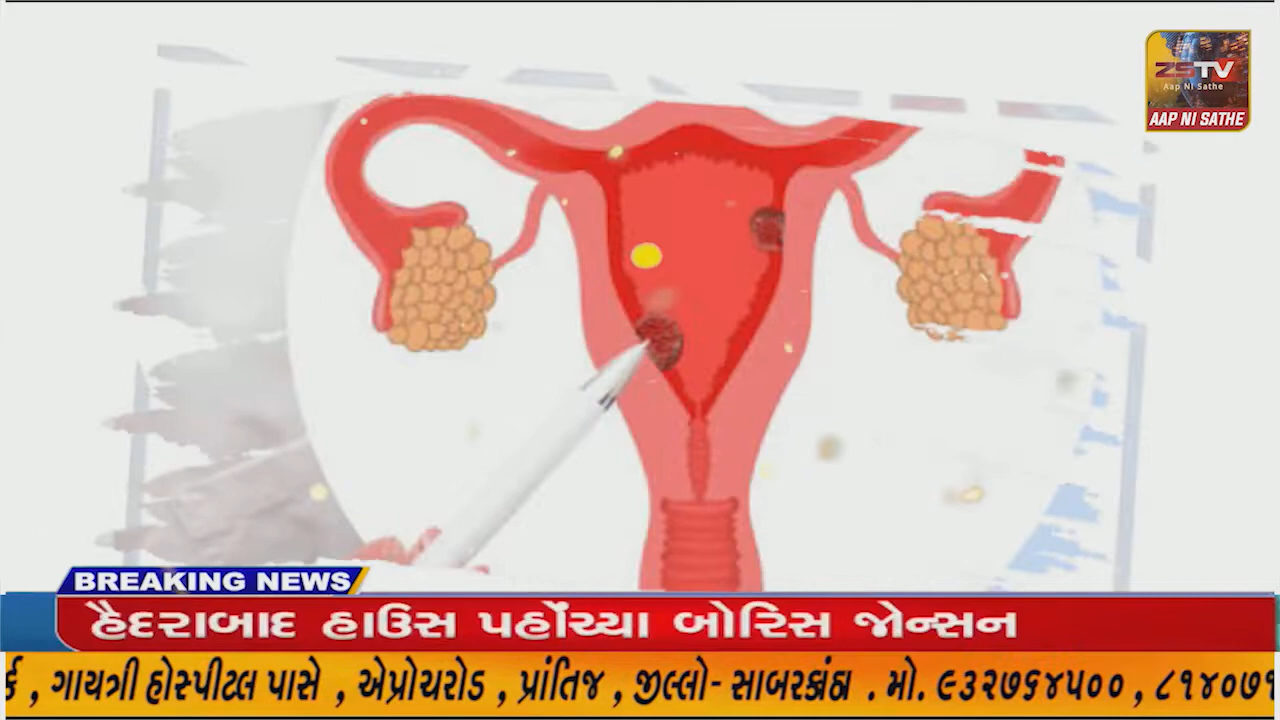 ZSTV
Aap Ni Sathe
AAP NI SATHE
BREAKING NEWS
હૈદરાબાદ હાઉસ પહોંચ્યા બોરિસ જોન્સન
, ગાયત્રી હોસ્પીટલ પાસે , એપ્રોચરોડ , પ્રાંતિજ , જીલ્લો- સાબરકાંઠા . મો. ૯૩૨૭૬૪૫૦૦ , ૮૧૪૦૭૧